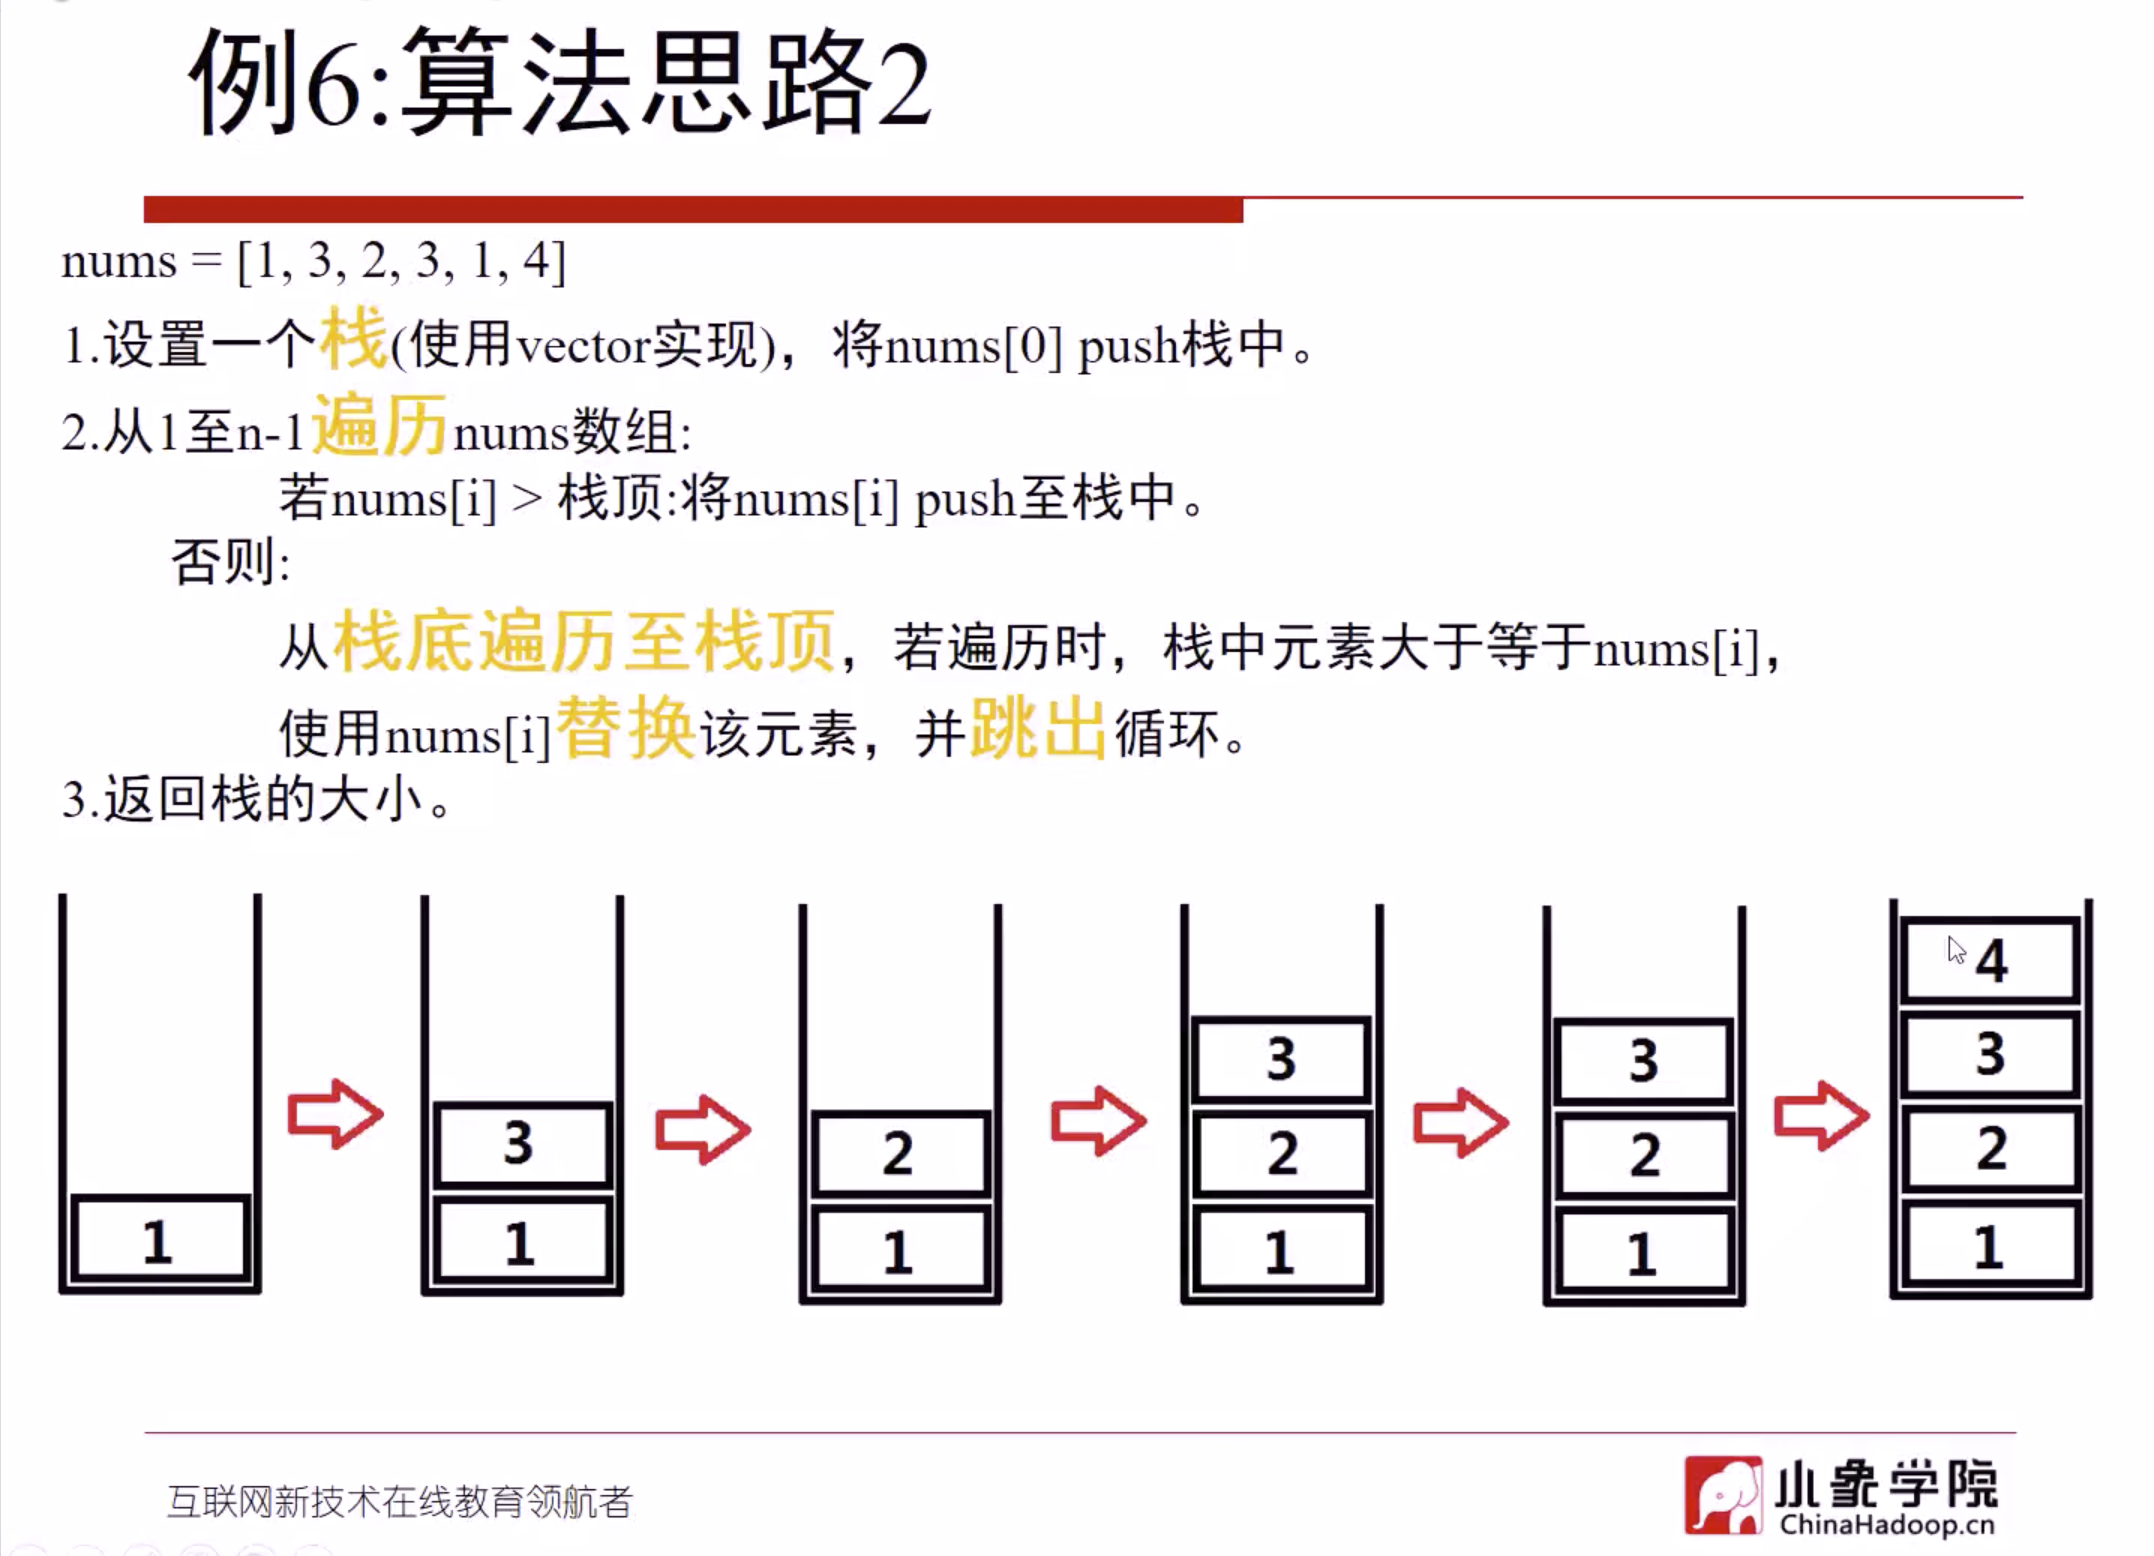 例6:算法思路2
nums = [1, 3, 2, 3, 1, 4]
1.设置一个栈(使用vector实现)，将nums[0] push栈中。
2.从1至n-1遍历nums数组:
若nums[i] > 栈顶:将nums[i] push至栈中。
否则:
从栈底遍历至栈顶，若遍历时，栈中元素大于等于nums[i]，
使用nums[i]替换该元素，并跳出循环。
3.返回栈的大小。
1
3
1
2
1
3
2
1
3
2
1
4
3
2
1
互联网新技术在线教育领航者
小象学院
ChinaHadoop.cn